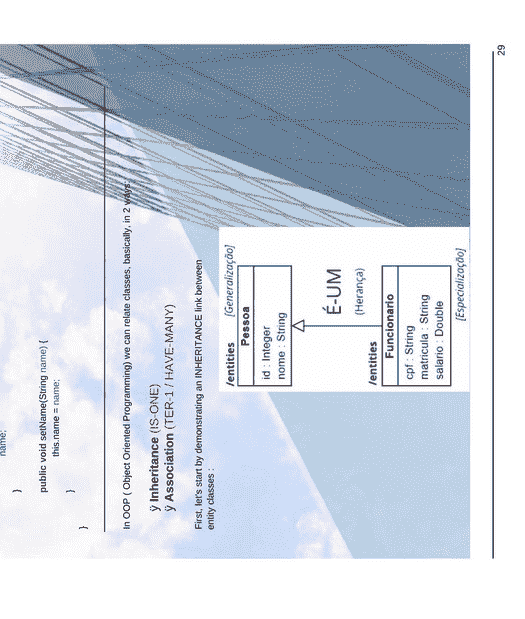 name;
}
public void setName(String name) {
this.name = name;
}
}
In OOP ( Object Oriented Programming) we can relate classes, basically, in 2 ways:
ÿ Inheritance (IS-ONE)
ÿ Association (TER-1 / HAVE-MANY)
First, let's start by demonstrating an INHERITANCE link between
entity classes :
/entities [Generalização]
Pessoa
id : Integer
nome : String
É-UM
(Herança)
/entities
Funcionario
cpf : String
matricula : String
salario : Double
[Especialização]
29